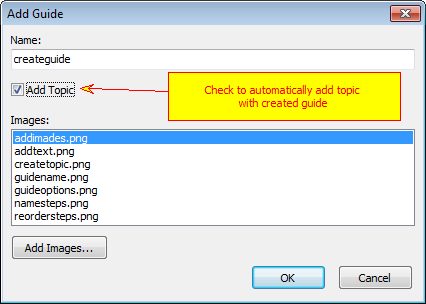 Add Guide
Name:
createguide
Add Topic
Check to automatically add topic
with created guide
Images:
addimades.png
addtext.png
createtopic.png
guidename.png
guideoptions.png
namesteps.png
reordersteps.png
Add Images...
OK
Cancel